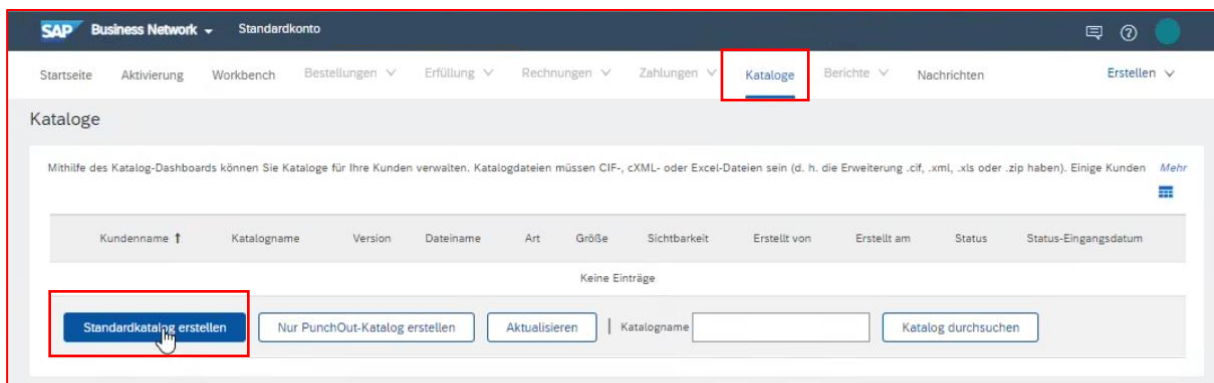 SAP Business Network Standardkonto
Startseite Aktivierung Workbench Bestellungen Erfüllung Rechnungen Zahlungen Kataloge Berichte Nachrichten Erstellen
Kataloge
Mithilfe des Katalog-Dashboards können Sie Kataloge für Ihre Kunden verwalten. Katalogdateien müssen CIF-, cXML- oder Excel-Dateien sein (d. h. die Erweiterung .cif, .xml, .xls oder .zip haben). Einige Kunden Mehr
Kundenname ↑ Katalogname Version Dateiname Art Größe Sichtbarkeit Erstellt von Erstellt am Status Status-Eingangsdatum
Keine Einträge
Standardkatalog erstellen Nur PunchOut-Katalog erstellen Aktualisieren | Katalogname Katalog durchsuchen